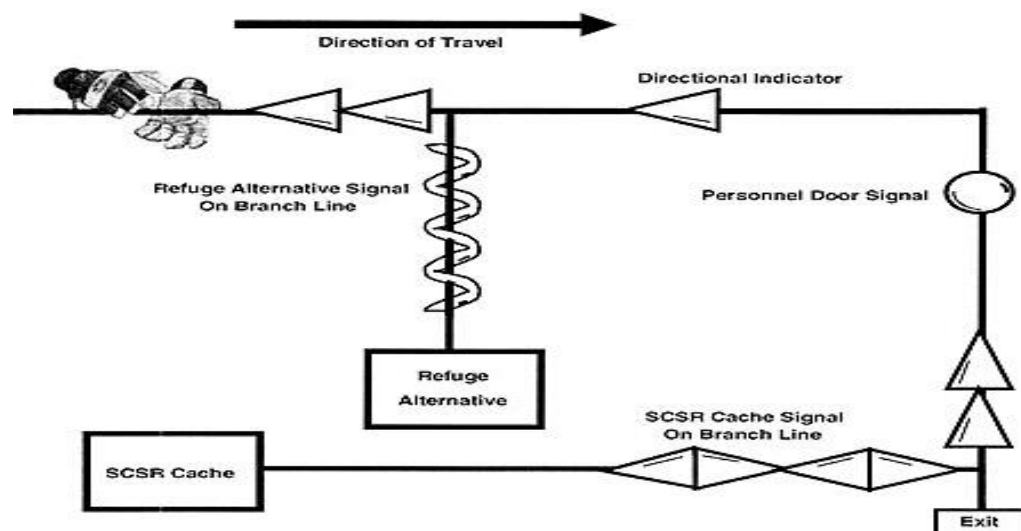 Direction of Travel
Directional Indicator
Refuge Alternative Signal
On Branch Line
Personnel Door Signal
Refuge
Alternative
SCSR Cache Signal
On Branch Line
SCSR Cache
Exit